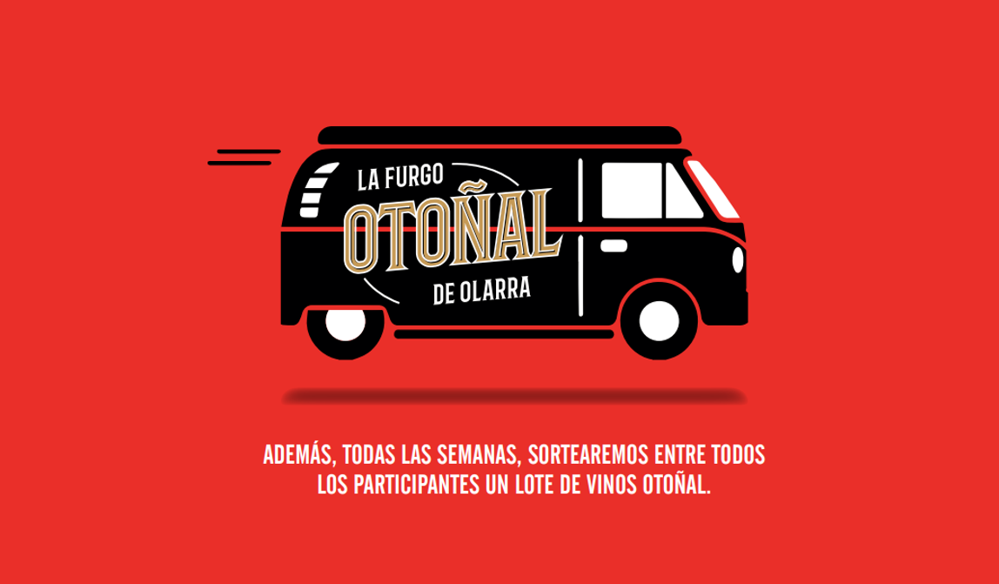 LA FURGO
OTOÑAL
DE OLARRA
ADEMÁS, TODAS LAS SEMANAS, SORTEAREMOS ENTRE TODOS
LOS PARTICIPANTES UN LOTE DE VINOS OTOÑAL.